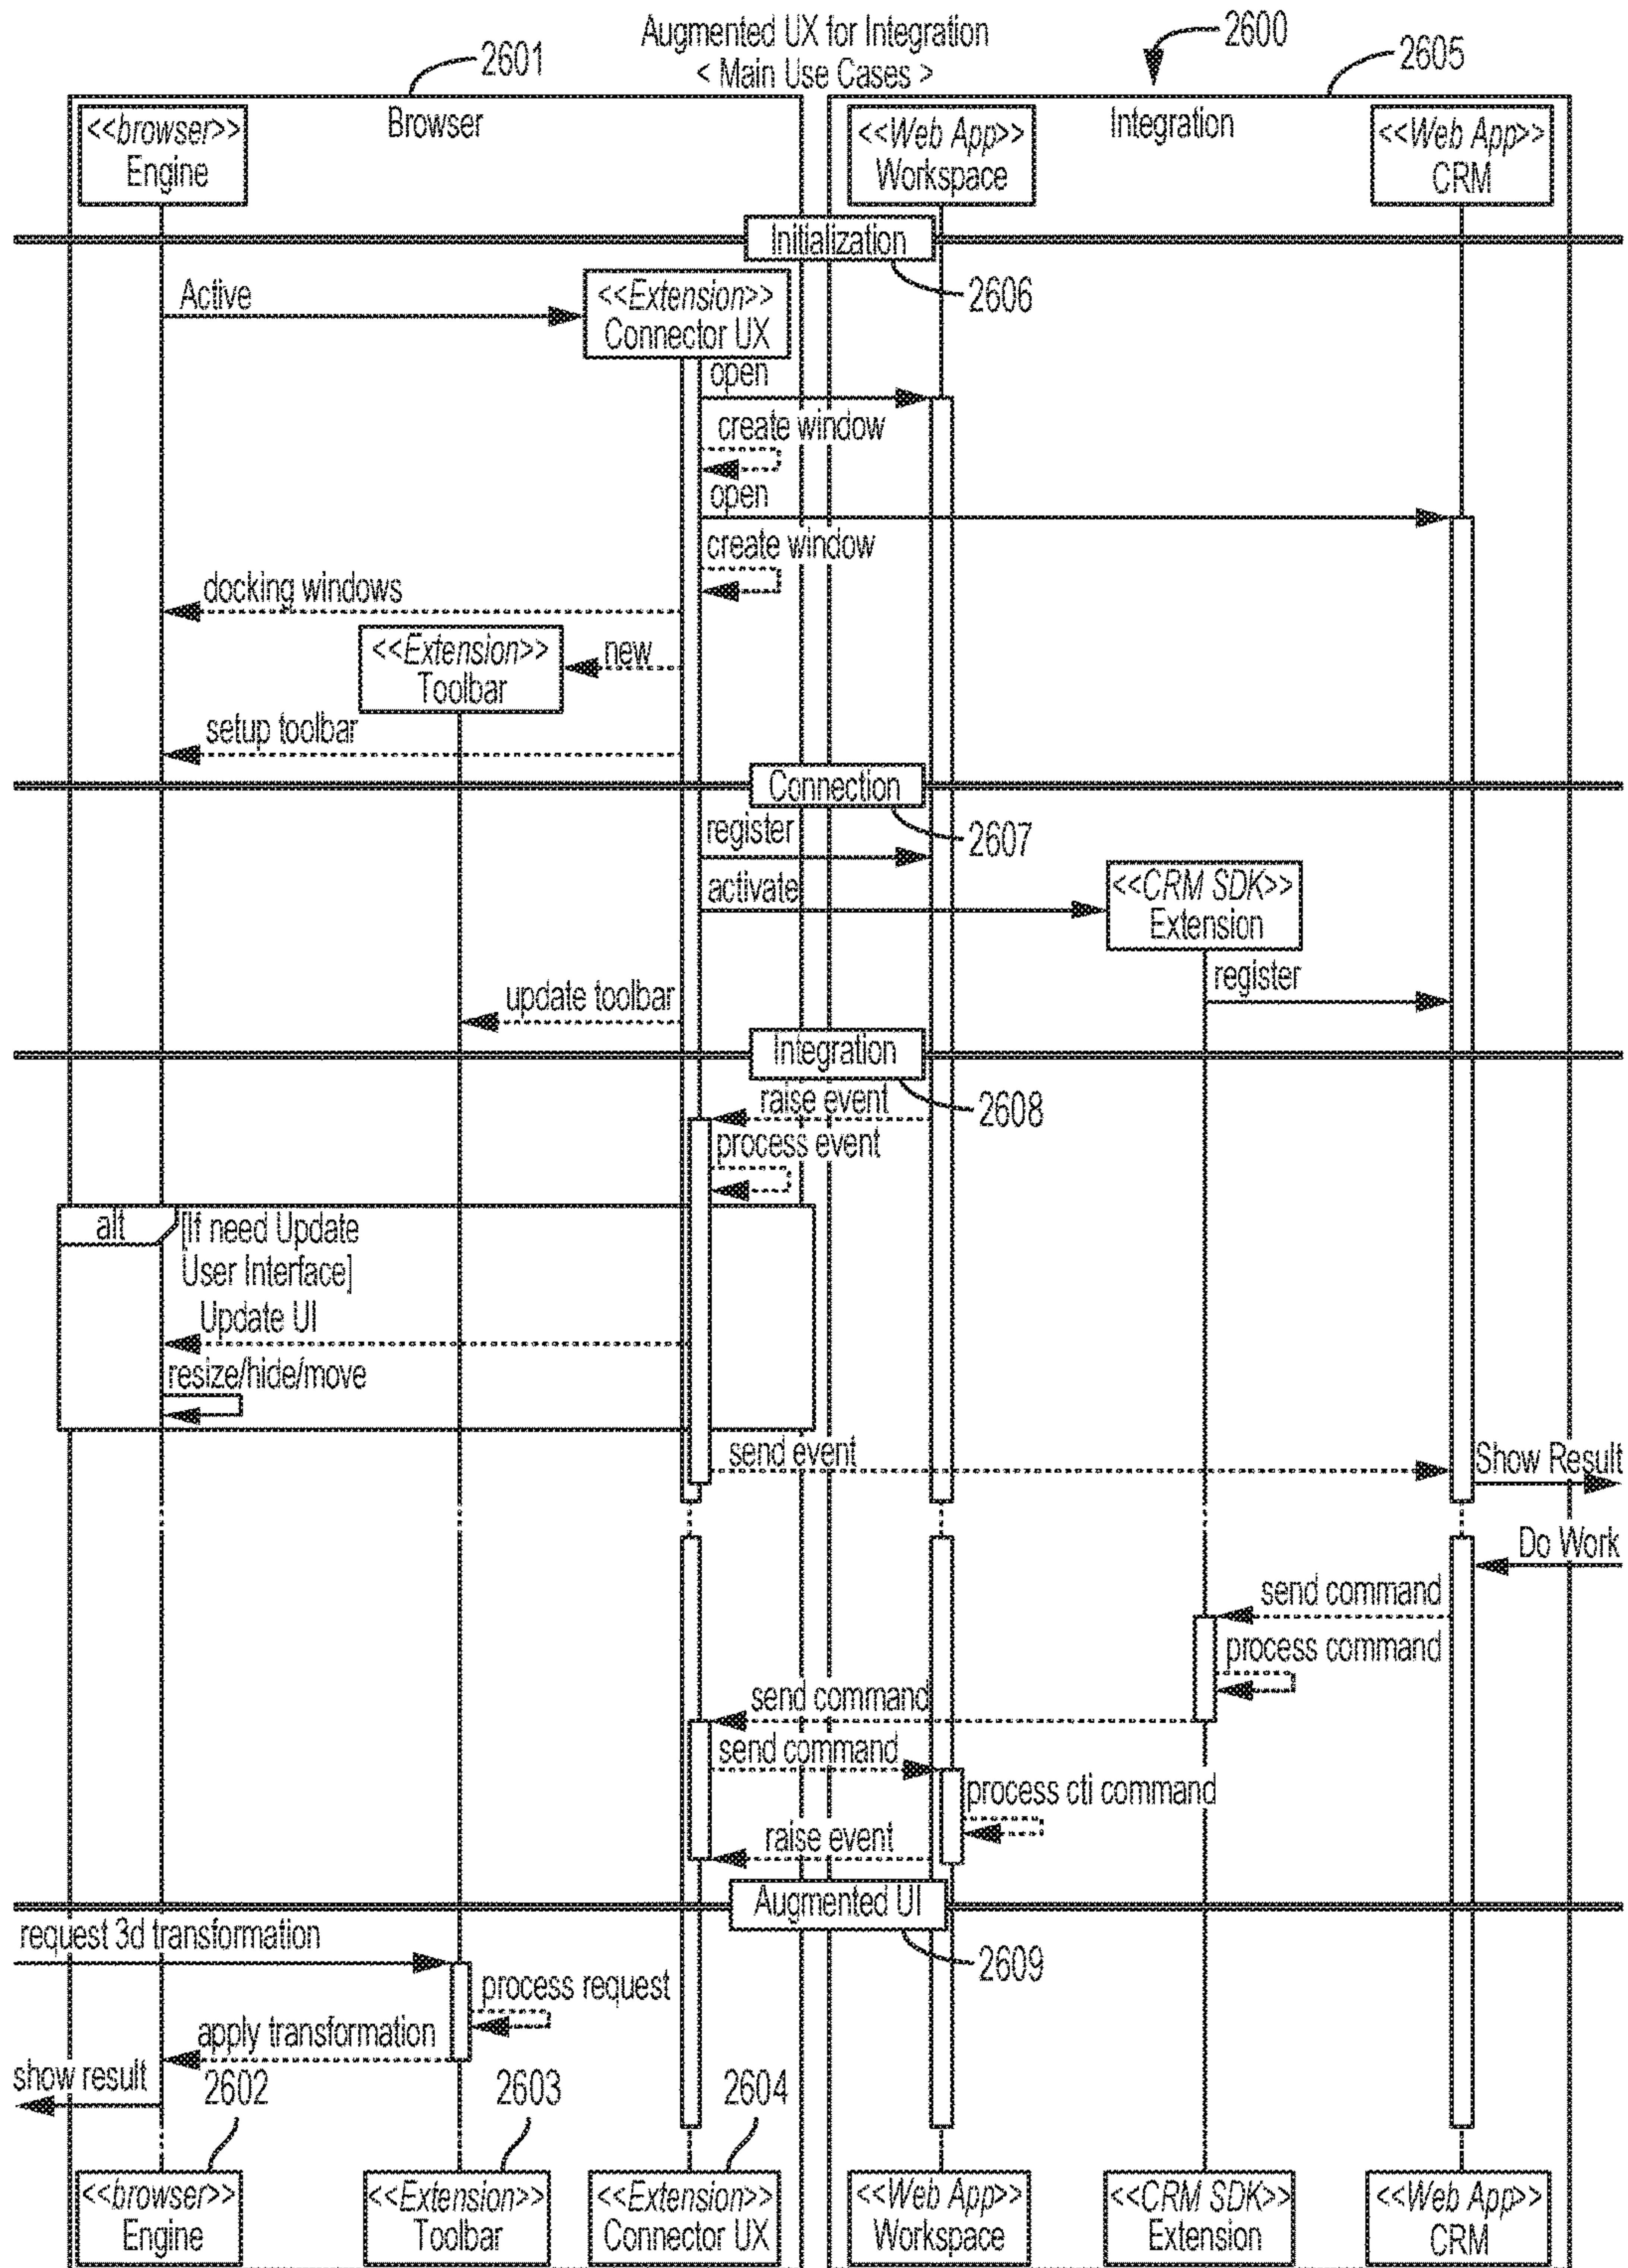 Augmented UX for Integration
< Main Use Cases >
2600
2601
2605
<<browser>>
Engine
Browser
<<Web App>>
Workspace
Integration
<<Web App>>
CRM
Initialization
2606
Active
<<Extension>>
Connector UX
open
create window
open
create window
docking windows
<<Extension>>
Toolbar
new
setup toolbar
Connection
2607
register
activate
<<CRM SDK>>
Extension
register
update toolbar
Integration
2608
raise event
process event
alt
[If need Update
User Interface]
Update UI
resize/hide/move
send event
Show Result
Do Work
send command
process command
send command
send command
process cti command
raise event
Augmented UI
2609
request 3d transformation
process request
apply transformation
show result
2602
2603
2604
<<browser>>
Engine
<<Extension>>
Toolbar
<<Extension>>
Connector UX
<<Web App>>
Workspace
<<CRM SDK>>
Extension
<<Web App>>
CRM